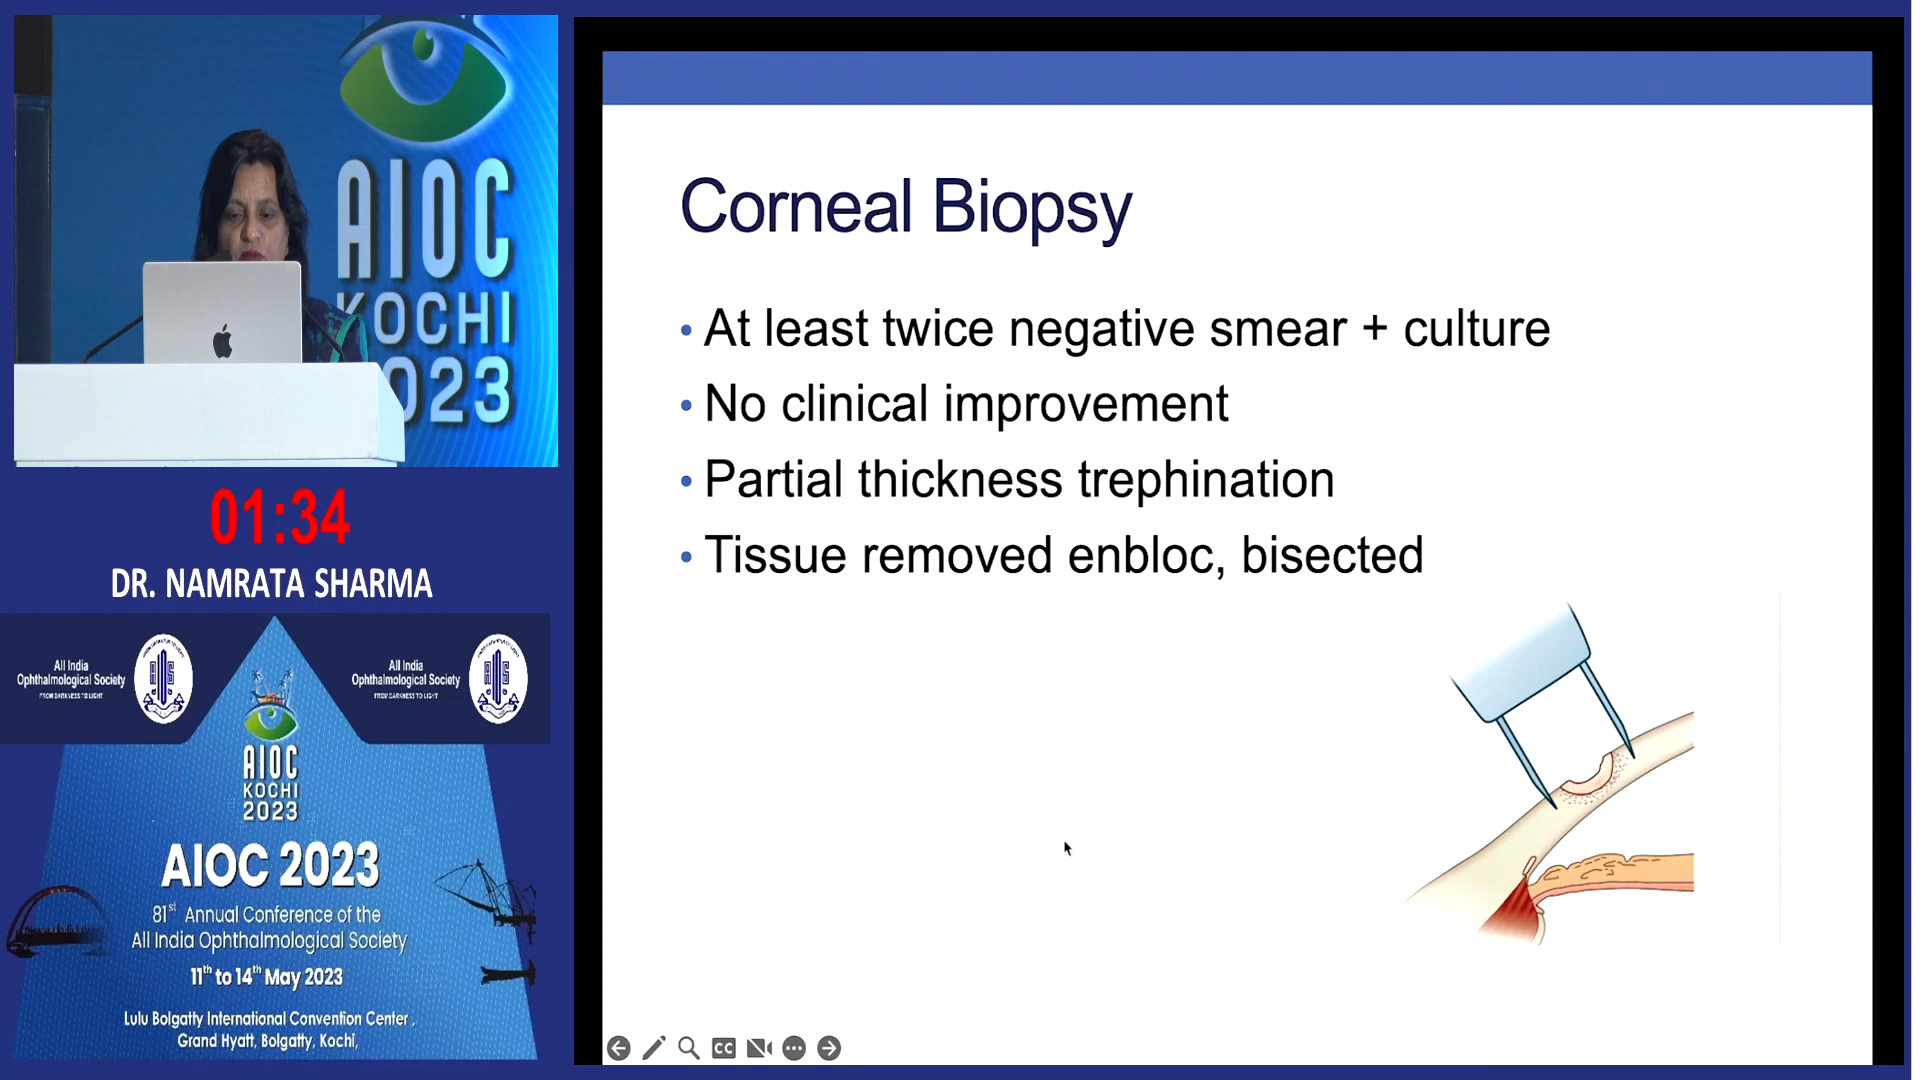 AIOC
KOCHI
01:34
DR. NAMRATA SHARMA
All India
Ophthalmological Society
FROM DARKNESS TO LIGHT
All India
Ophthalmological Society
FROM DARKNESS TO LIGHT
AIOC
KOCHI
2023
AIOC 2023
81st Annual Conference of the
All India Ophthalmological Society
11th to 14th May 2023
Lulu Bolgatty International Convention Center ,
Grand Hyatt, Bolgatty, Kochi,
Corneal Biopsy
• At least twice negative smear + culture
• No clinical improvement
• Partial thickness trephination
• Tissue removed enbloc, bisected
CC